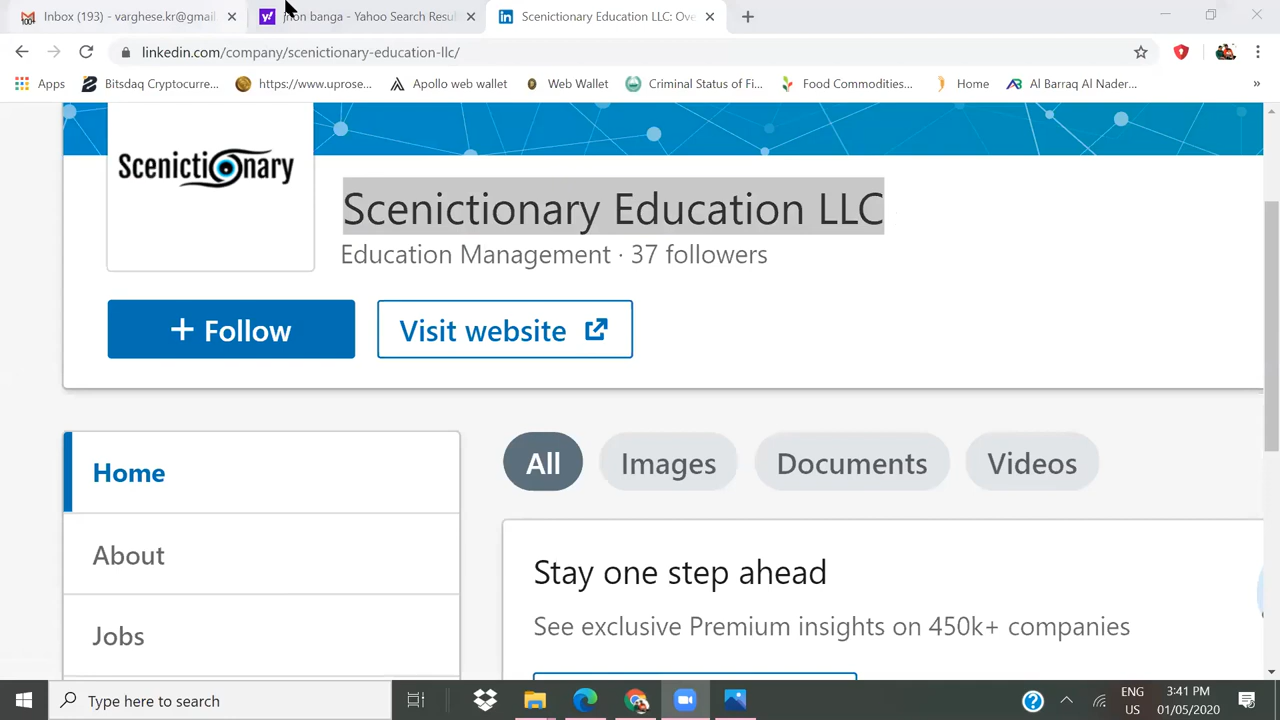 Inbox (193) - varghese.kr@gmail
jhon banga - Yahoo Search Resul
Scenictionary Education LLC: Ove
linkedin.com/company/scenictionary-education-llc/
Apps
Bitsdaq Cryptocurre...
https://www.uprose...
Apollo web wallet
Web Wallet
Criminal Status of Fi...
Food Commodities...
Home
Al Barraq Al Nader...
»
Scenictionary
Scenictionary Education LLC
Education Management · 37 followers
+ Follow
Visit website
Home
About
Jobs
All
Images
Documents
Videos
Stay one step ahead
See exclusive Premium insights on 450k+ companies
Type here to search
ENG
US
3:41 PM
01/05/2020